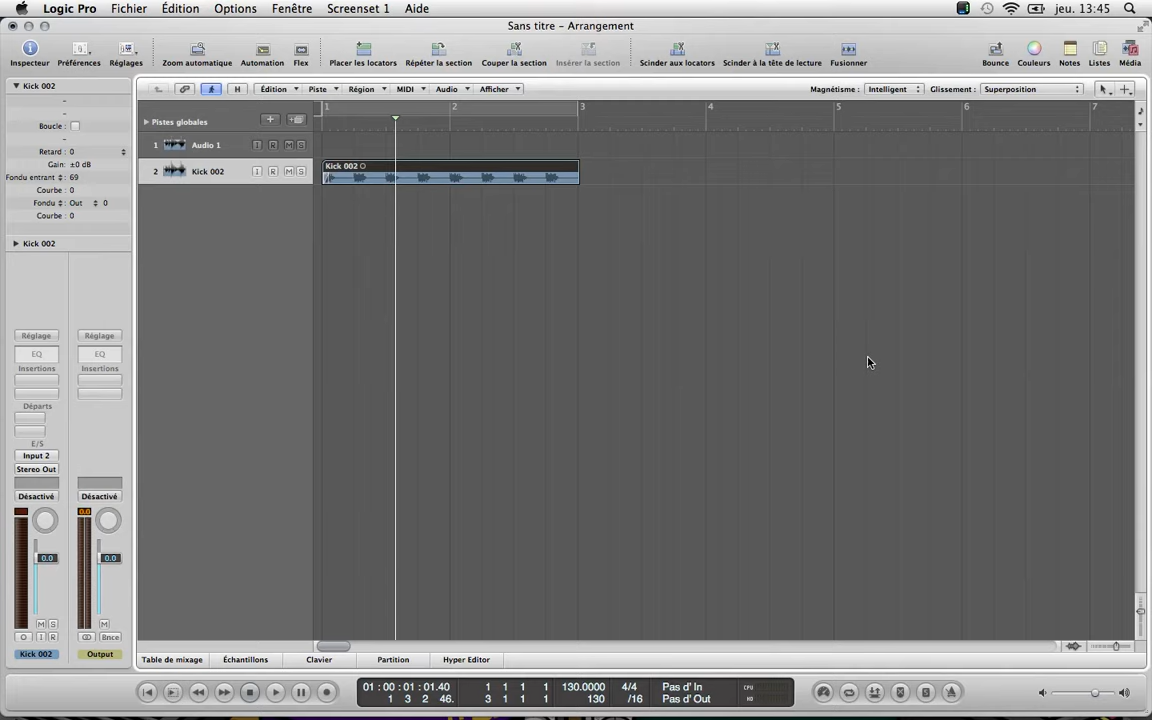 Logic Pro Fichier Édition Options Fenêtre Screenset 1 Aide jeu. 13:45
Sans titre – Arrangement
Inspecteur Préférences Réglages Zoom automatique Automation Flex Placer les locators Répéter la section Couper la section Insérer la section Scinder aux locators Scinder à la tête de lecture Fusionner Bounce Couleurs Notes Listes Média
Kick 002 H Édition Piste Région MIDI Audio Afficher Magnétisme : Intelligent Glissement : Superposition
1 2 3 4 5 6 7
Pistes globales
Boucle :
Retard : 0
Gain: ±0 dB
Fondu entrant : 69
Courbe : 0
Fondu : Out 0
Courbe : 0
Kick 002
1 Audio 1 I R M S
2 Kick 002 I R M S
Kick 002
Réglage Réglage
EQ EQ
Insertions Insertions
Départs
E/S
Input 2
Stereo Out
Désactivé Désactivé
0.0
0.0 0.0
M S M
I R Bnce
Kick 002 Output
Table de mixage Échantillons Clavier Partition Hyper Editor
01 : 00 : 01 : 01.40 1 1 1 1 130.0000 4/4 Pas d' In CPU
1 3 2 46. 3 1 1 1 130 /16 Pas d' Out HD